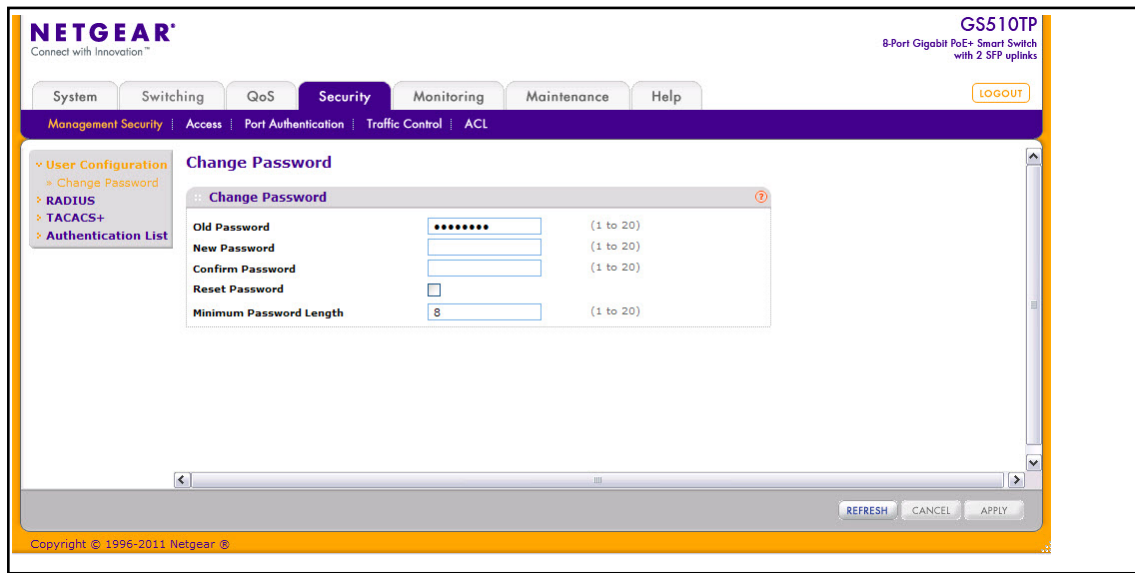 NETGEAR®
Connect with Innovation™
GS510TP
8-Port Gigabit PoE+ Smart Switch
with 2 SFP uplinks
System Switching QoS Security Monitoring Maintenance Help
LOGOUT
Management Security Access Port Authentication Traffic Control ACL
User Configuration
» Change Password
RADIUS
TACACS+
Authentication List
Change Password
Change Password ?
Old Password •••••••• (1 to 20)
New Password (1 to 20)
Confirm Password (1 to 20)
Reset Password
Minimum Password Length 8 (1 to 20)
REFRESH CANCEL APPLY
Copyright © 1996-2011 Netgear ®